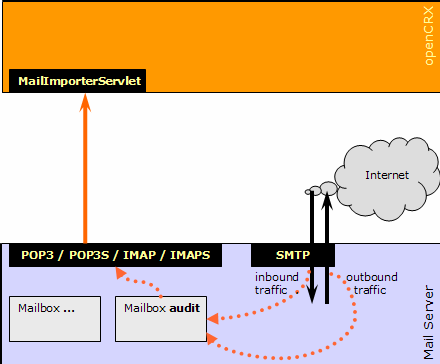 openCRX
MailImporterServlet
Internet
POP3 / POP3S / IMAP / IMAPS
SMTP
inbound
traffic
outbound
traffic
Mailbox ...
Mailbox audit
Mail Server